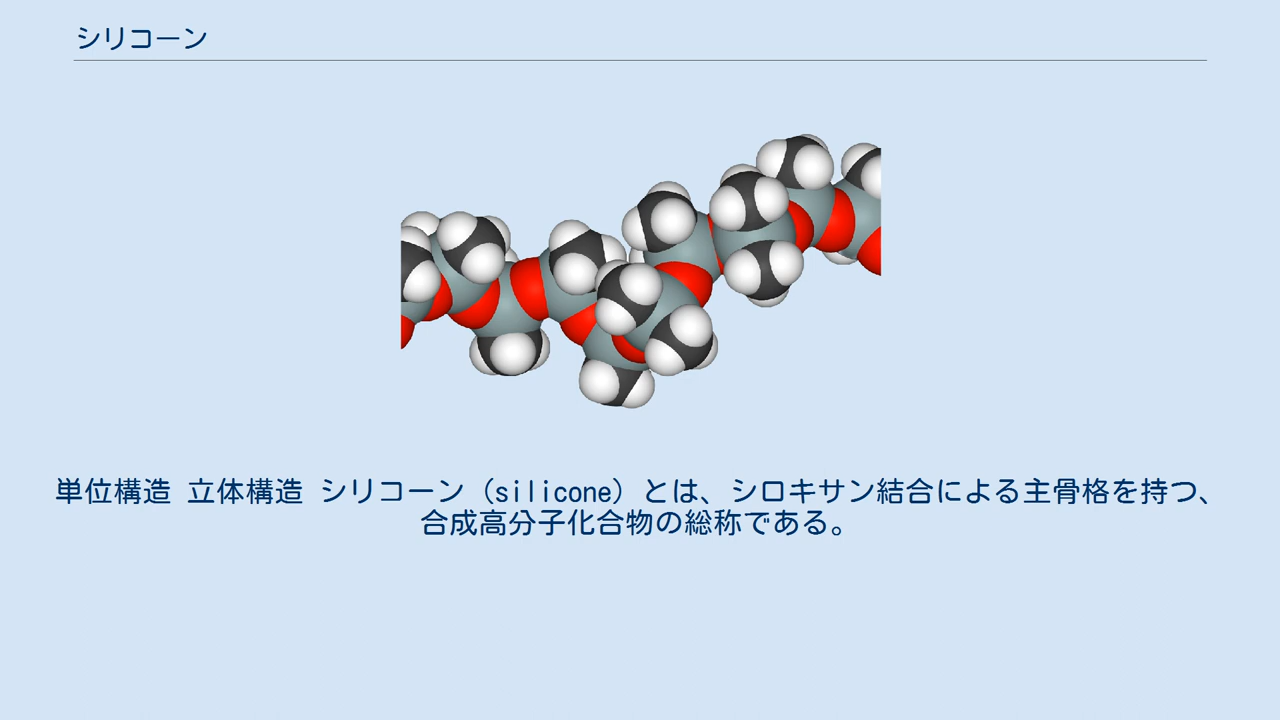 シリコーン
単位構造 立体構造 シリコーン（silicone）とは、シロキサン結合による主骨格を持つ、
合成高分子化合物の総称である。